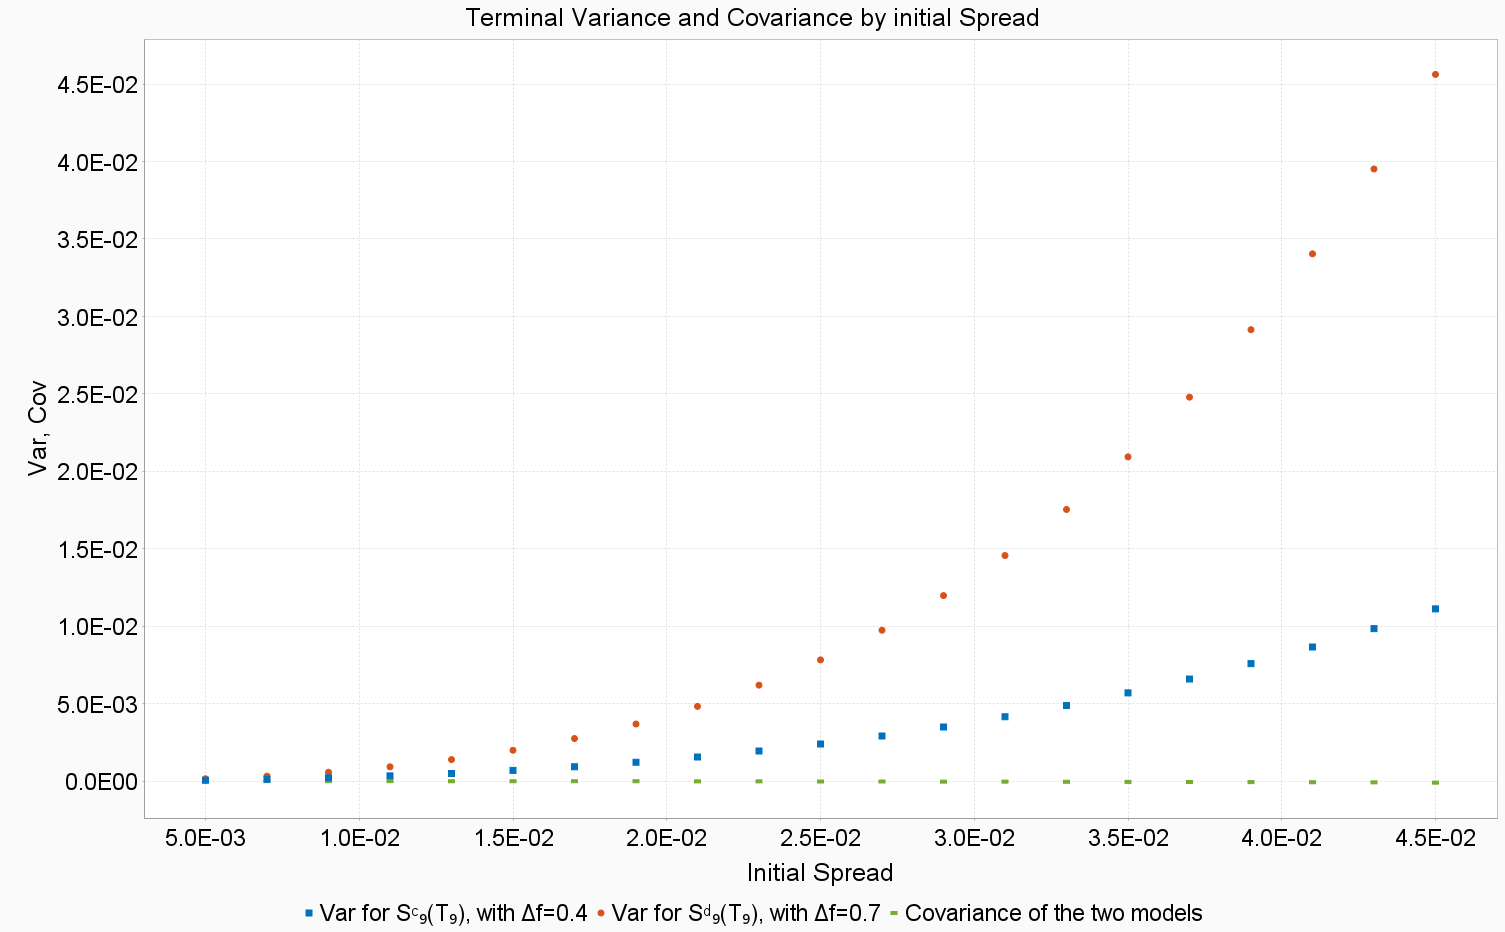 Terminal Variance and Covariance by initial Spread
4.5E-02
4.0E-02
3.5E-02
3.0E-02
2.5E-02
2.0E-02
1.5E-02
1.0E-02
5.0E-03
0.0E00
Var, Cov
5.0E-03 1.0E-02 1.5E-02 2.0E-02 2.5E-02 3.0E-02 3.5E-02 4.0E-02 4.5E-02
Initial Spread
Var for Sᶜ₉(T₉), with Δf=0.4 Var for Sᵈ₉(T₉), with Δf=0.7 Covariance of the two models